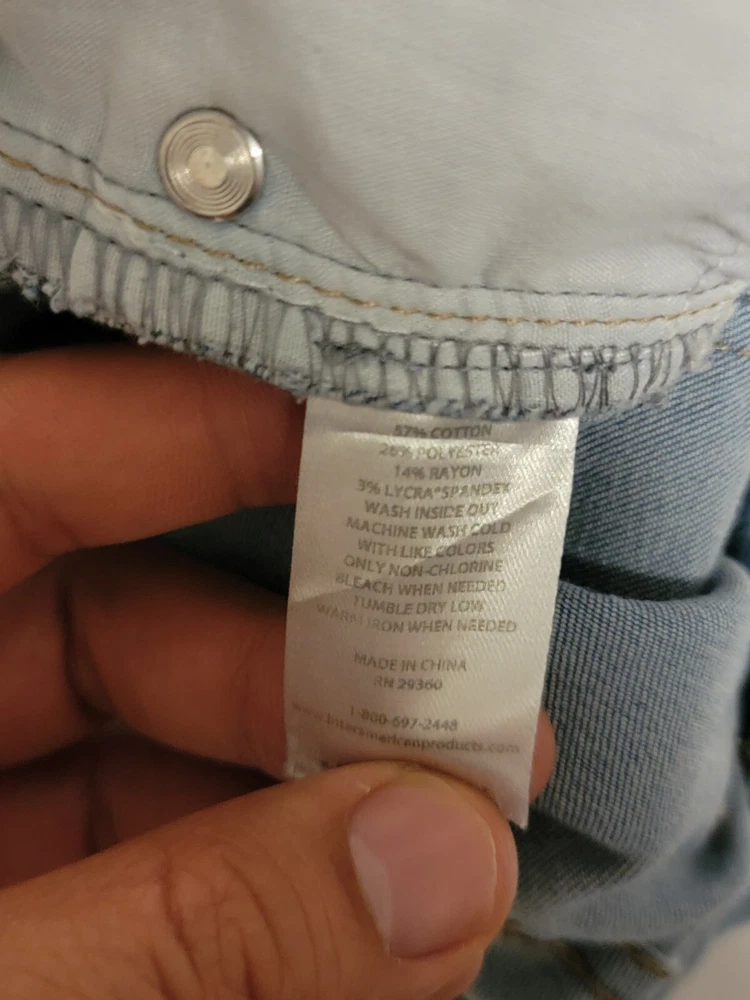 57% COTTON
26% POLYESTER
14% RAYON
3% LYCRA®SPANDEX
WASH INSIDE OUT
MACHINE WASH COLD
WITH LIKE COLORS
ONLY NON-CHLORINE
BLEACH WHEN NEEDED
TUMBLE DRY LOW
WARM IRON WHEN NEEDED
MADE IN CHINA
RN 29360
1-800-697-2448
www.interamericanproducts.com